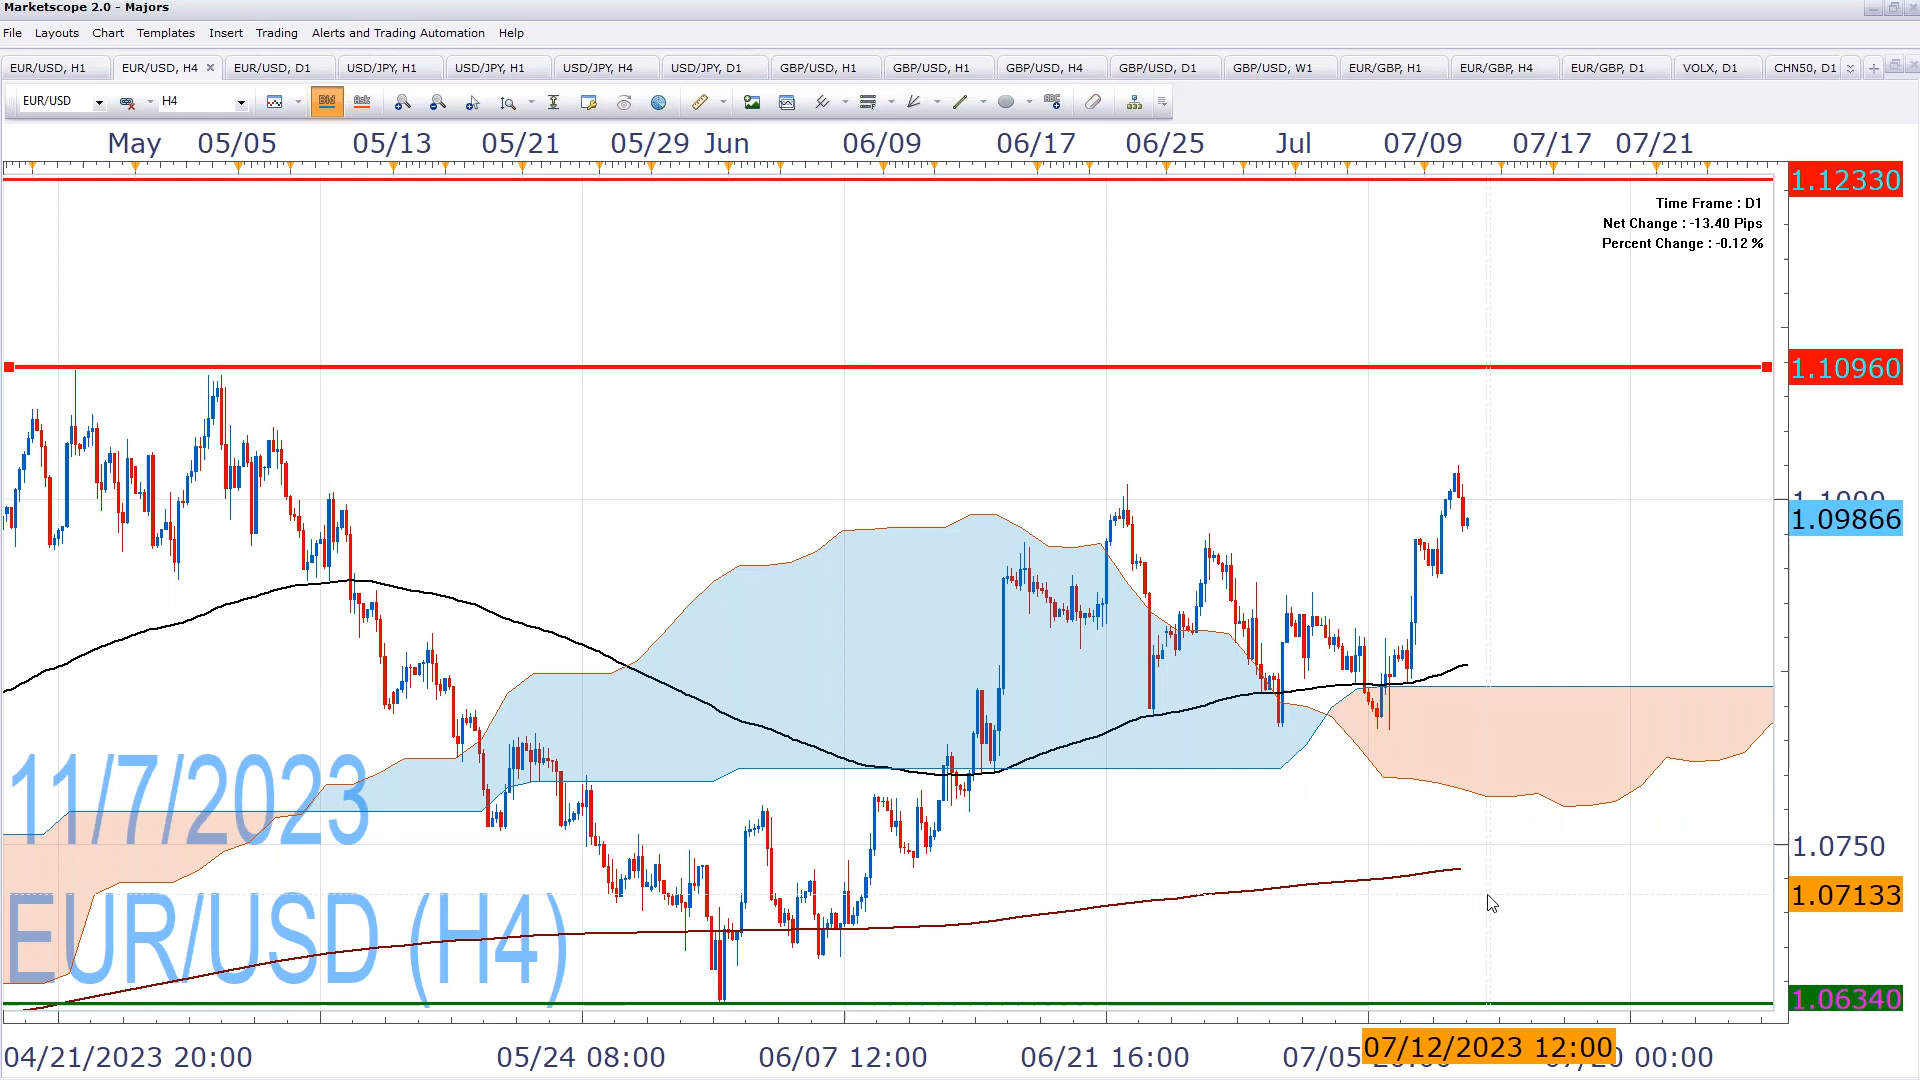 Marketscope 2.0 - Majors
File Layouts Chart Templates Insert Trading Alerts and Trading Automation Help
EUR/USD, H1 EUR/USD, H4 EUR/USD, D1 USD/JPY, H1 USD/JPY, H1 USD/JPY, H4 USD/JPY, D1 GBP/USD, H1 GBP/USD, H1 GBP/USD, H4 GBP/USD, D1 GBP/USD, W1 EUR/GBP, H1 EUR/GBP, H4 EUR/GBP, D1 VOLX, D1 CHN50, D1
EUR/USD H4 Bid Ask ABC
May 05/05 05/13 05/21 05/29 Jun 06/09 06/17 06/25 Jul 07/09 07/17 07/21
1.12330
Time Frame : D1
Net Change : -13.40 Pips
Percent Change : -0.12 %
1.10960
1.1000
1.09866
11/7/2023
1.0750
1.07133
EUR/USD (H4)
1.06340
04/21/2023 20:00 05/24 08:00 06/07 12:00 06/21 16:00 07/05 07/12/2023 12:00 00:00